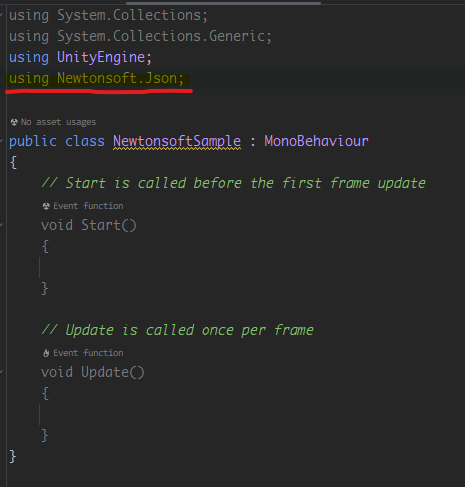 using System.Collections;
using System.Collections.Generic;
using UnityEngine;
using Newtonsoft.Json;
No asset usages
public class NewtonsoftSample : MonoBehaviour
{
// Start is called before the first frame update
Event function
void Start()
{
}
// Update is called once per frame
Event function
void Update()
{
}
}